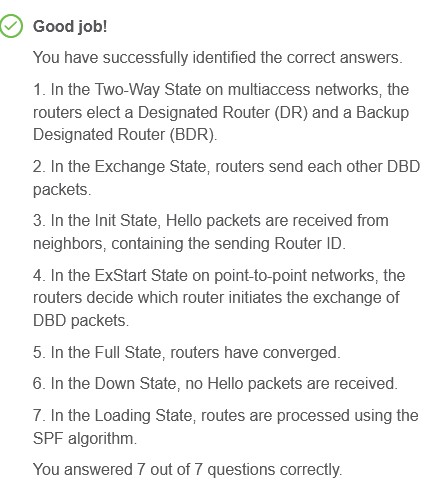 Good job!
You have successfully identified the correct answers.
1. In the Two-Way State on multiaccess networks, the
routers elect a Designated Router (DR) and a Backup
Designated Router (BDR).
2. In the Exchange State, routers send each other DBD
packets.
3. In the Init State, Hello packets are received from
neighbors, containing the sending Router ID.
4. In the ExStart State on point-to-point networks, the
routers decide which router initiates the exchange of
DBD packets.
5. In the Full State, routers have converged.
6. In the Down State, no Hello packets are received.
7. In the Loading State, routes are processed using the
SPF algorithm.
You answered 7 out of 7 questions correctly.